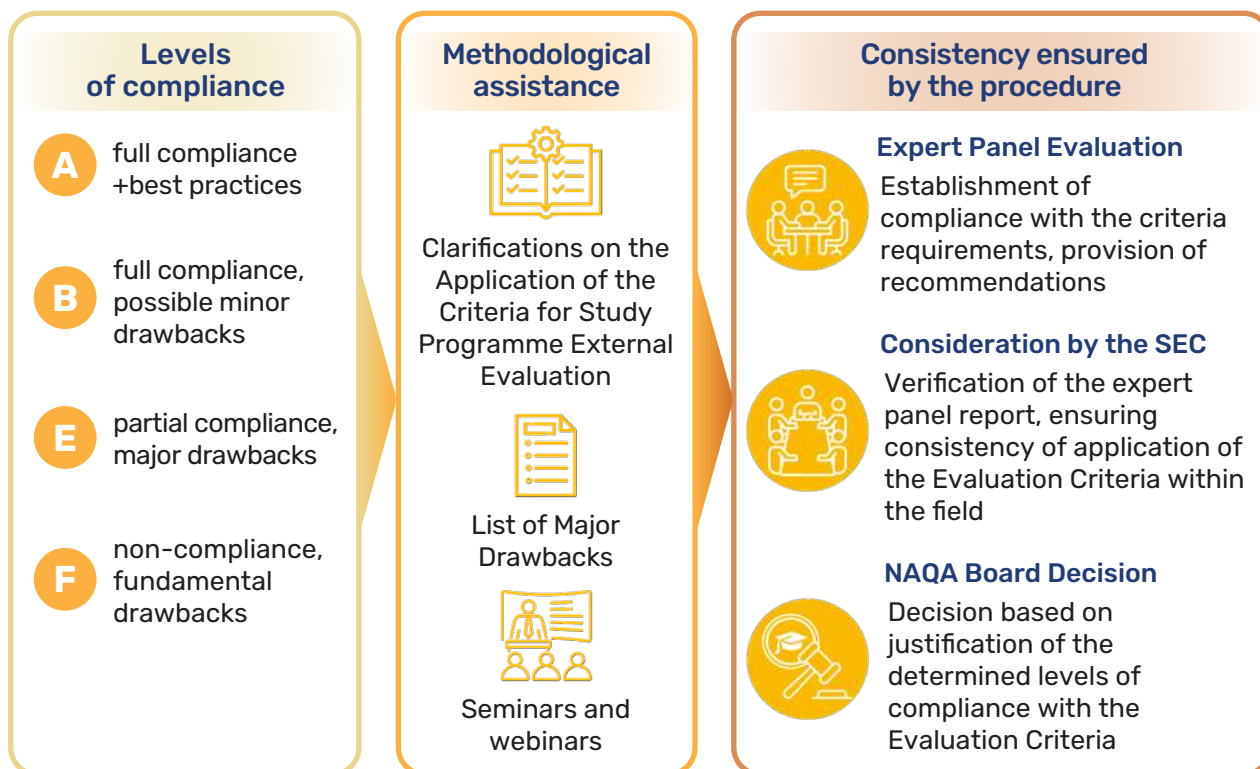 Levels
of compliance
A
full compliance
+best practices
B
full compliance,
possible minor
drawbacks
E
partial compliance,
major drawbacks
F
non-compliance,
fundamental
drawbacks
Methodological
assistance
Clarifications on the
Application of the
Criteria for Study
Programme External
Evaluation
List of Major
Drawbacks
Seminars and
webinars
Consistency ensured
by the procedure
Expert Panel Evaluation
Establishment of
compliance with the criteria
requirements, provision of
recommendations
Consideration by the SEC
Verification of the expert
panel report, ensuring
consistency of application of
the Evaluation Criteria within
the field
NAQA Board Decision
Decision based on
justification of the
determined levels of
compliance with the
Evaluation Criteria